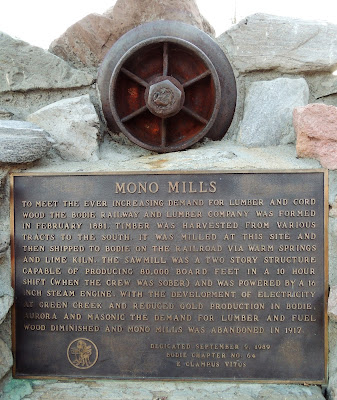 MONO MILLS
TO MEET THE EVER INCREASING DEMAND FOR LUMBER AND CORD
WOOD THE BODIE RAILWAY AND LUMBER COMPANY WAS FORMED
IN FEBRUARY 1881. TIMBER WAS HARVESTED FROM VARIOUS
TRACTS TO THE SOUTH. IT WAS MILLED AT THIS SITE AND
THEN SHIPPED TO BODIE ON THE RAILROAD VIA WARM SPRINGS
AND LIME KILN. THE SAWMILL WAS A TWO STORY STRUCTURE
CAPABLE OF PRODUCING 80,000 BOARD FEET IN A 10 HOUR
SHIFT (WHEN THE CREW WAS SOBER) AND WAS POWERED BY A 16
INCH STEAM ENGINE. WITH THE DEVELOPMENT OF ELECTRICITY
AT GREEN CREEK AND REDUCED GOLD PRODUCTION IN BODIE,
AURORA AND MASONIC THE DEMAND FOR LUMBER AND FUEL
WOOD DIMINISHED AND MONO MILLS WAS ABANDONED IN 1917.
DEDICATED SEPTEMBER 9, 1989
BODIE CHAPTER NO. 64
E CLAMPUS VITUS